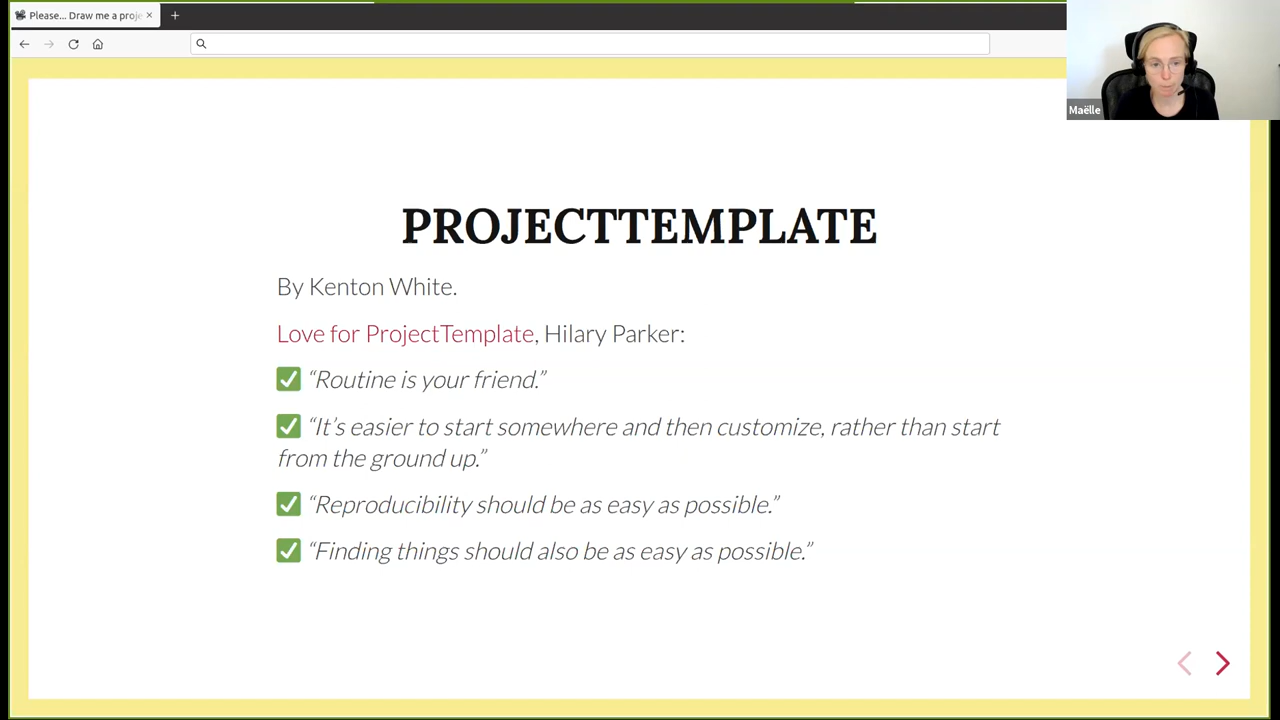 Please... Draw me a proje
Maëlle
PROJECTTEMPLATE
By Kenton White.
Love for ProjectTemplate, Hilary Parker:
✅ “Routine is your friend.”
✅ “It’s easier to start somewhere and then customize, rather than start
from the ground up.”
✅ “Reproducibility should be as easy as possible.”
✅ “Finding things should also be as easy as possible.”